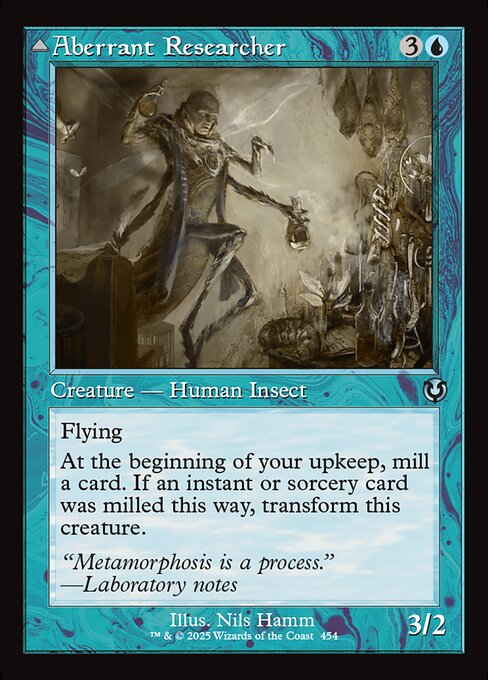 Aberrant Researcher 3
Creature — Human Insect
Flying
At the beginning of your upkeep, mill
a card. If an instant or sorcery card
was milled this way, transform this
creature.
“Metamorphosis is a process.”
—Laboratory notes
Illus. Nils Hamm
™ & © 2025 Wizards of the Coast 454
3/2